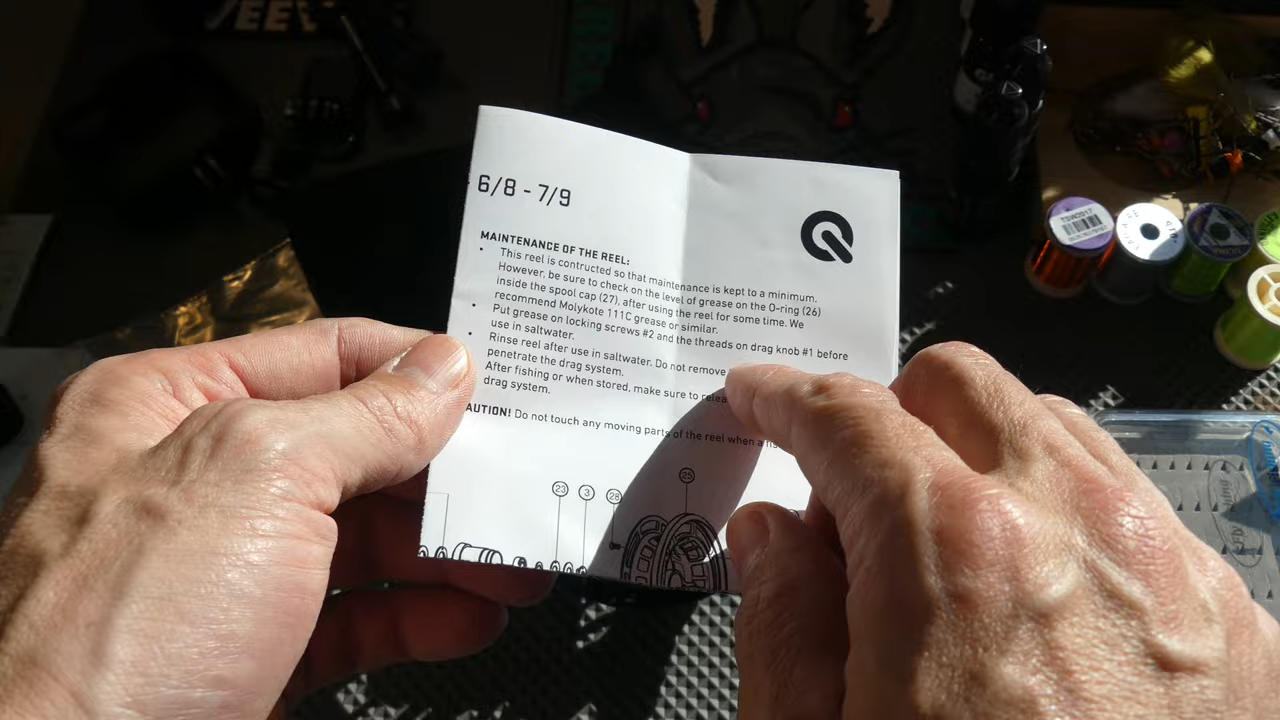 6/8 - 7/9
MAINTENANCE OF THE REEL:
• This reel is contructed so that maintenance is kept to a minimum.
However, be sure to check on the level of grease on the O-ring (26)
inside the spool cap (27), after using the reel for some time. We
recommend Molykote 111C grease or similar.
• Put grease on locking screws #2 and the threads on drag knob #1 before
use in saltwater.
• Rinse reel after use in saltwater. Do not remove
penetrate the drag system.
After fishing or when stored, make sure to
drag system.
AUTION! Do not touch any moving parts of the reel when a
23 3 28 25
TSW2017